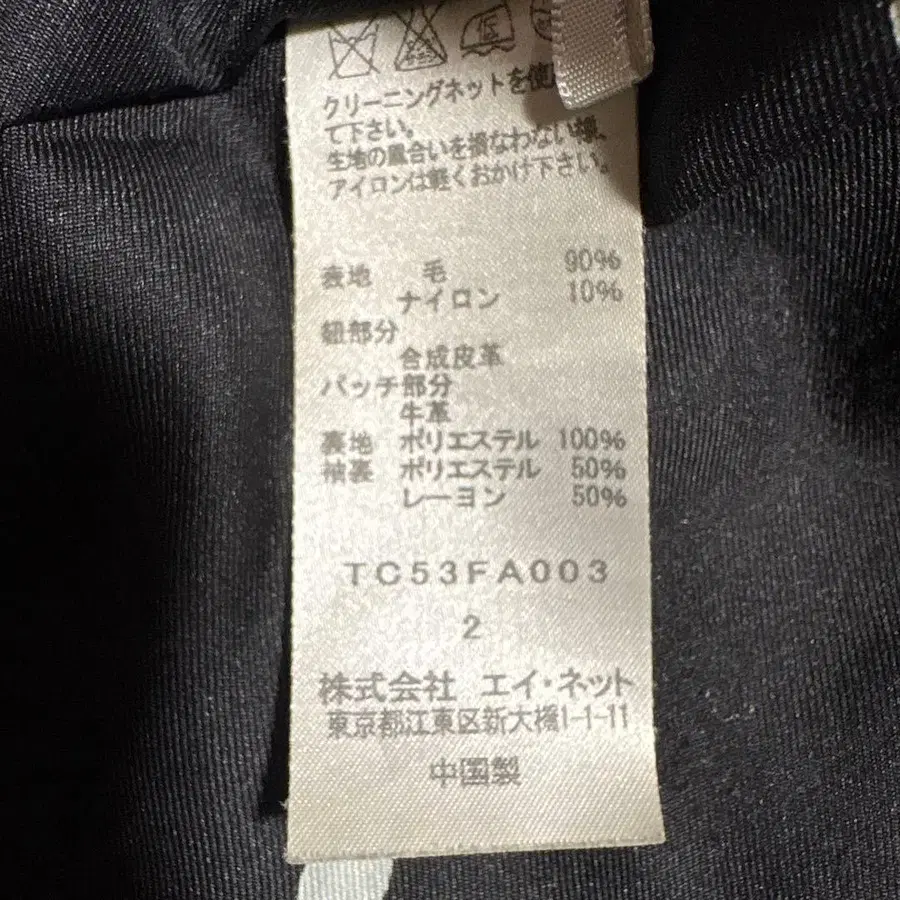 クリーニングネットを使
て下さい。
生地の風合いを損なわない様、
アイロンは軽くおかけ下さい。
表地 毛 90%
ナイロン 10%
紐部分
合成皮革
パッチ部分
牛革
裏地 ポリエステル 100%
袖裏 ポリエステル 50%
レーヨン 50%
TC53FA003
2
株式会社 エイ・ネット
東京都江東区新大橋1-1-11
中国製